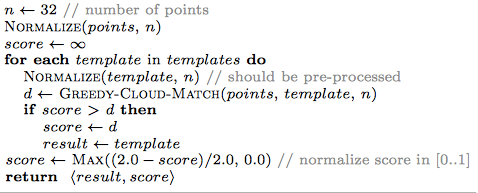 n ← 32 // number of points
NORMALIZE(points, n)
score ← ∞
for each template in templates do
NORMALIZE(template, n) // should be pre-processed
d ← GREEDY-CLOUD-MATCH(points, template, n)
if score > d then
score ← d
result ← template
score ← MAX((2.0 − score)/2.0, 0.0) // normalize score in [0..1]
return ⟨result, score⟩